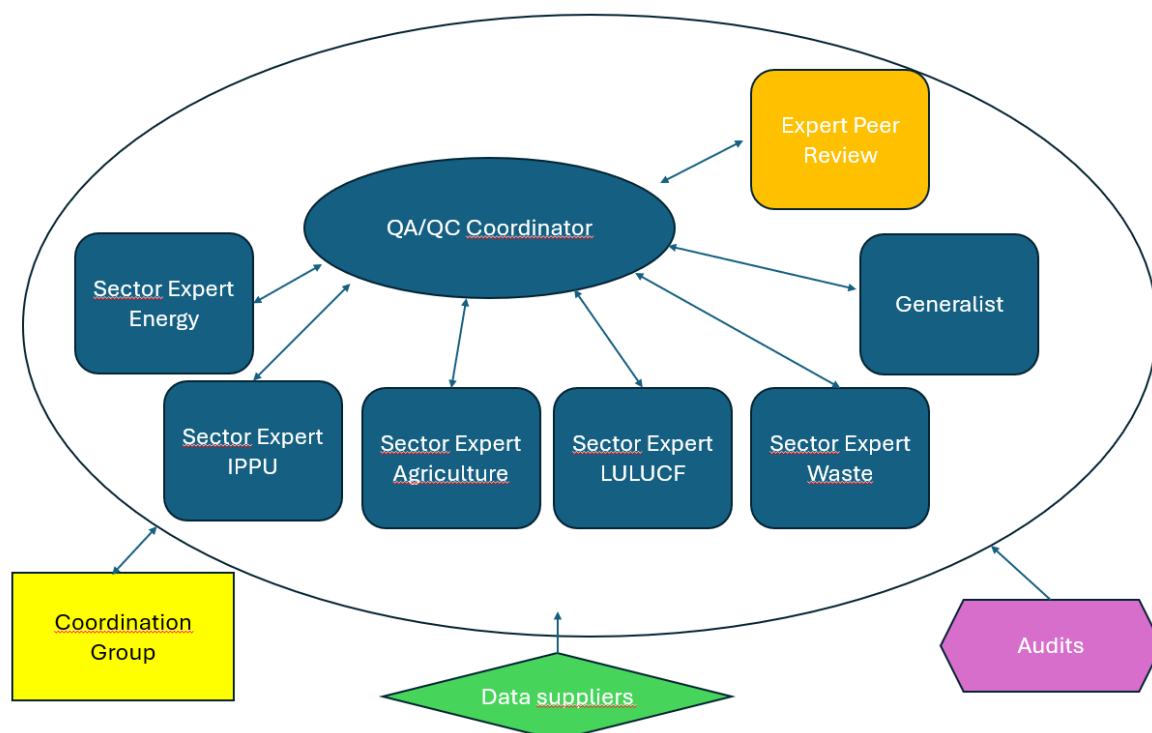 Expert Peer
Review
QA/QC Coordinator
Sector Expert
Energy
Generalist
Sector Expert
IPPU
Sector Expert
Agriculture
Sector Expert
LULUCF
Sector Expert
Waste
Coordination
Group
Data suppliers
Audits